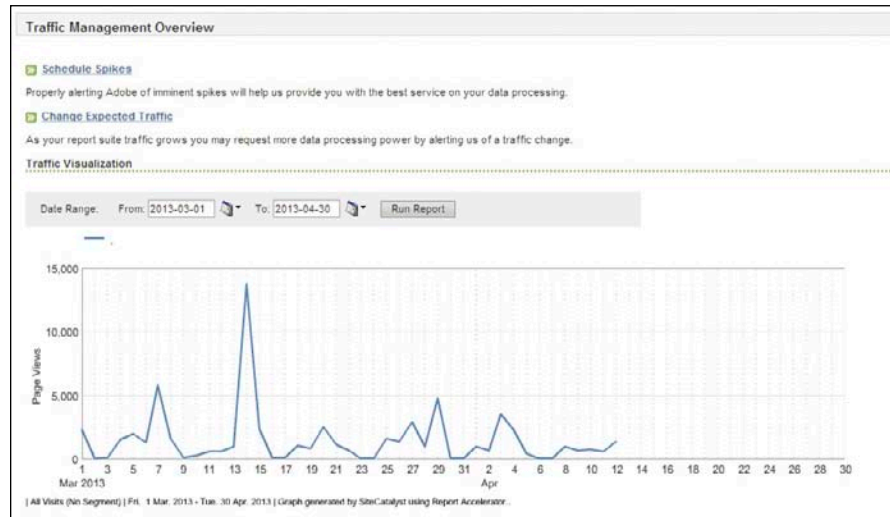 Traffic Management Overview
Schedule Spikes
Properly alerting Adobe of imminent spikes will help us provide you with the best service on your data processing.
Change Expected Traffic
As your report suite traffic grows you may request more data processing power by alerting us of a traffic change.
Traffic Visualization
Date Range: From: 2013-03-01 To: 2013-04-30 Run Report
15,000
10,000
5,000
0
Page Views
1 3 5 7 9 11 13 15 17 19 21 23 25 27 29 31 2 4 6 8 10 12 14 16 18 20 22 24 26 28 30
Mar 2013 Apr
| All Visits (No Segment) | Fri. 1 Mar. 2013 - Tue. 30 Apr. 2013 | Graph generated by SiteCatalyst using Report Accelerator..